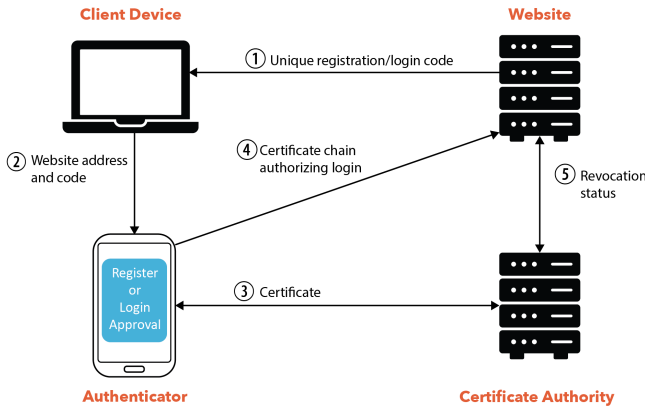 Client Device
Website
① Unique registration/login code
② Website address
and code
④ Certificate chain
authorizing login
⑤ Revocation
status
Register
or
Login
Approval
③ Certificate
Authenticator
Certificate Authority